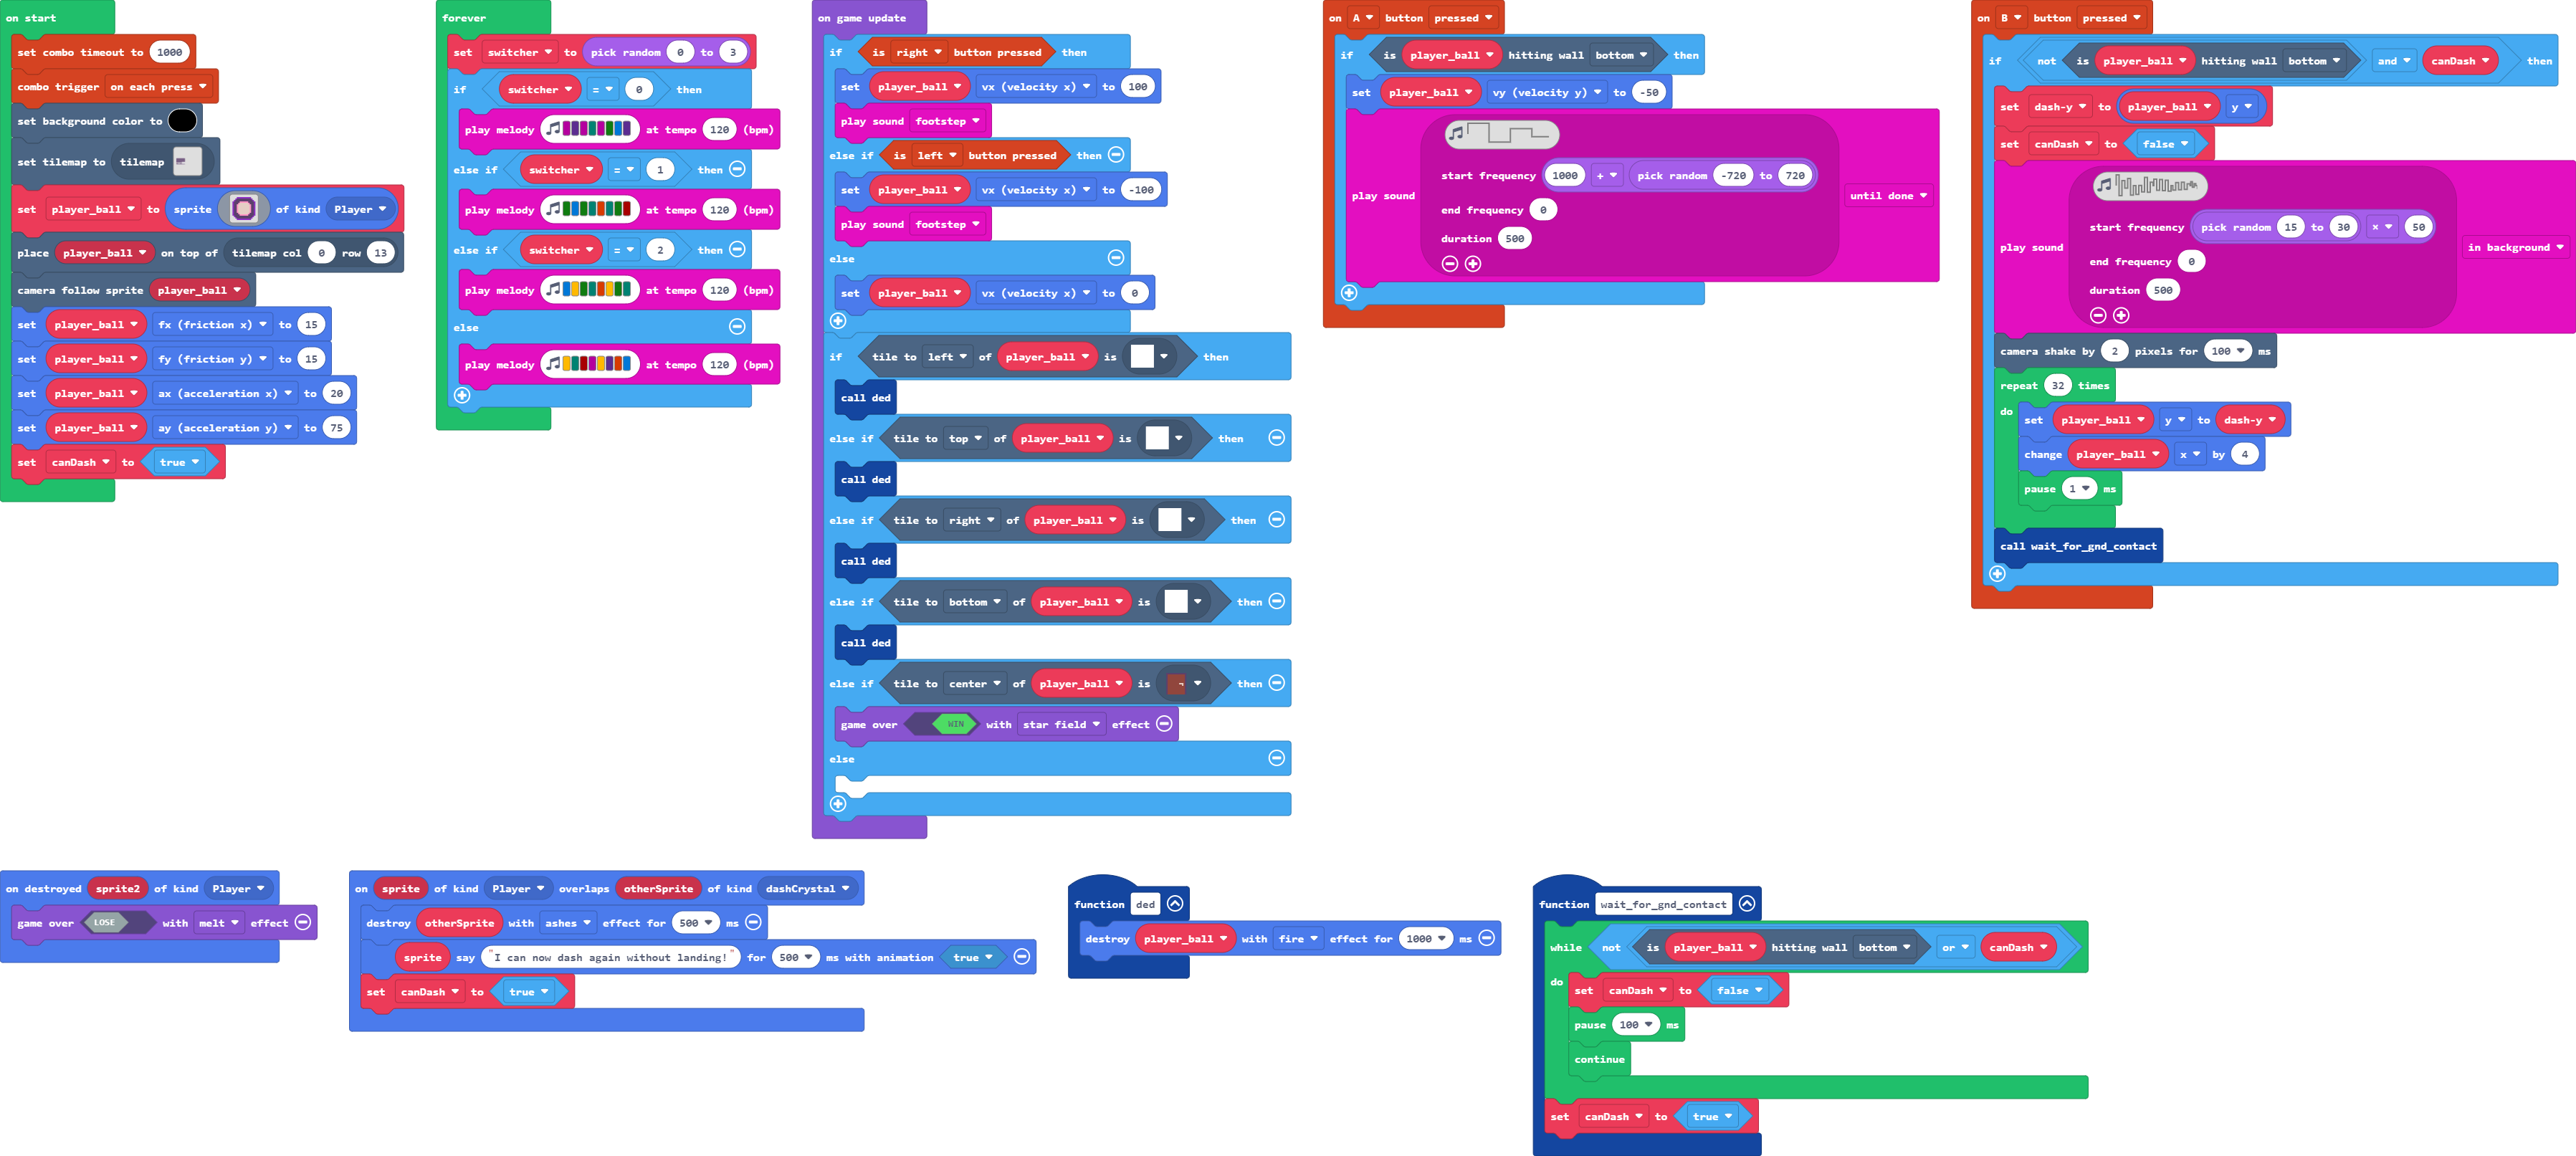 on start
set combo timeout to 1000
combo trigger on each press
set background color to
set tilemap to tilemap
set player_ball to sprite of kind Player
place player_ball on top of tilemap col 0 row 13
camera follow sprite player_ball
set player_ball fx (friction x) to 15
set player_ball fy (friction y) to 15
set player_ball ax (acceleration x) to 20
set player_ball ay (acceleration y) to 75
set canDash to true
forever
set switcher to pick random 0 to 3
if switcher = 0 then
play melody at tempo 120 (bpm)
else if switcher = 1 then
play melody at tempo 120 (bpm)
else if switcher = 2 then
play melody at tempo 120 (bpm)
else
play melody at tempo 120 (bpm)
on game update
if is right button pressed then
set player_ball vx (velocity x) to 100
play sound footstep
else if is left button pressed then
set player_ball vx (velocity x) to -100
play sound footstep
else
set player_ball vx (velocity x) to 0
if tile to left of player_ball is then
call ded
else if tile to top of player_ball is then
call ded
else if tile to right of player_ball is then
call ded
else if tile to bottom of player_ball is then
call ded
else if tile to center of player_ball is then
game over WIN with star field effect
else
on A button pressed
if is player_ball hitting wall bottom then
set player_ball vy (velocity y) to -50
start frequency 1000 + pick random -720 to 720
play sound until done
end frequency 0
duration 500
on B button pressed
if not is player_ball hitting wall bottom and canDash then
set dash-y to player_ball y
set canDash to false
start frequency pick random 15 to 30 × 50
play sound in background
end frequency 0
duration 500
camera shake by 2 pixels for 100 ms
repeat 32 times
do set player_ball y to dash-y
change player_ball x by 4
pause 1 ms
call wait_for_gnd_contact
on destroyed sprite2 of kind Player
game over LOSE with melt effect
on sprite of kind Player overlaps otherSprite of kind dashCrystal
destroy otherSprite with ashes effect for 500 ms
sprite say "I can now dash again without landing!" for 500 ms with animation true
set canDash to true
function ded
destroy player_ball with fire effect for 1000 ms
function wait_for_gnd_contact
while not is player_ball hitting wall bottom or canDash
do set canDash to false
pause 100 ms
continue
set canDash to true